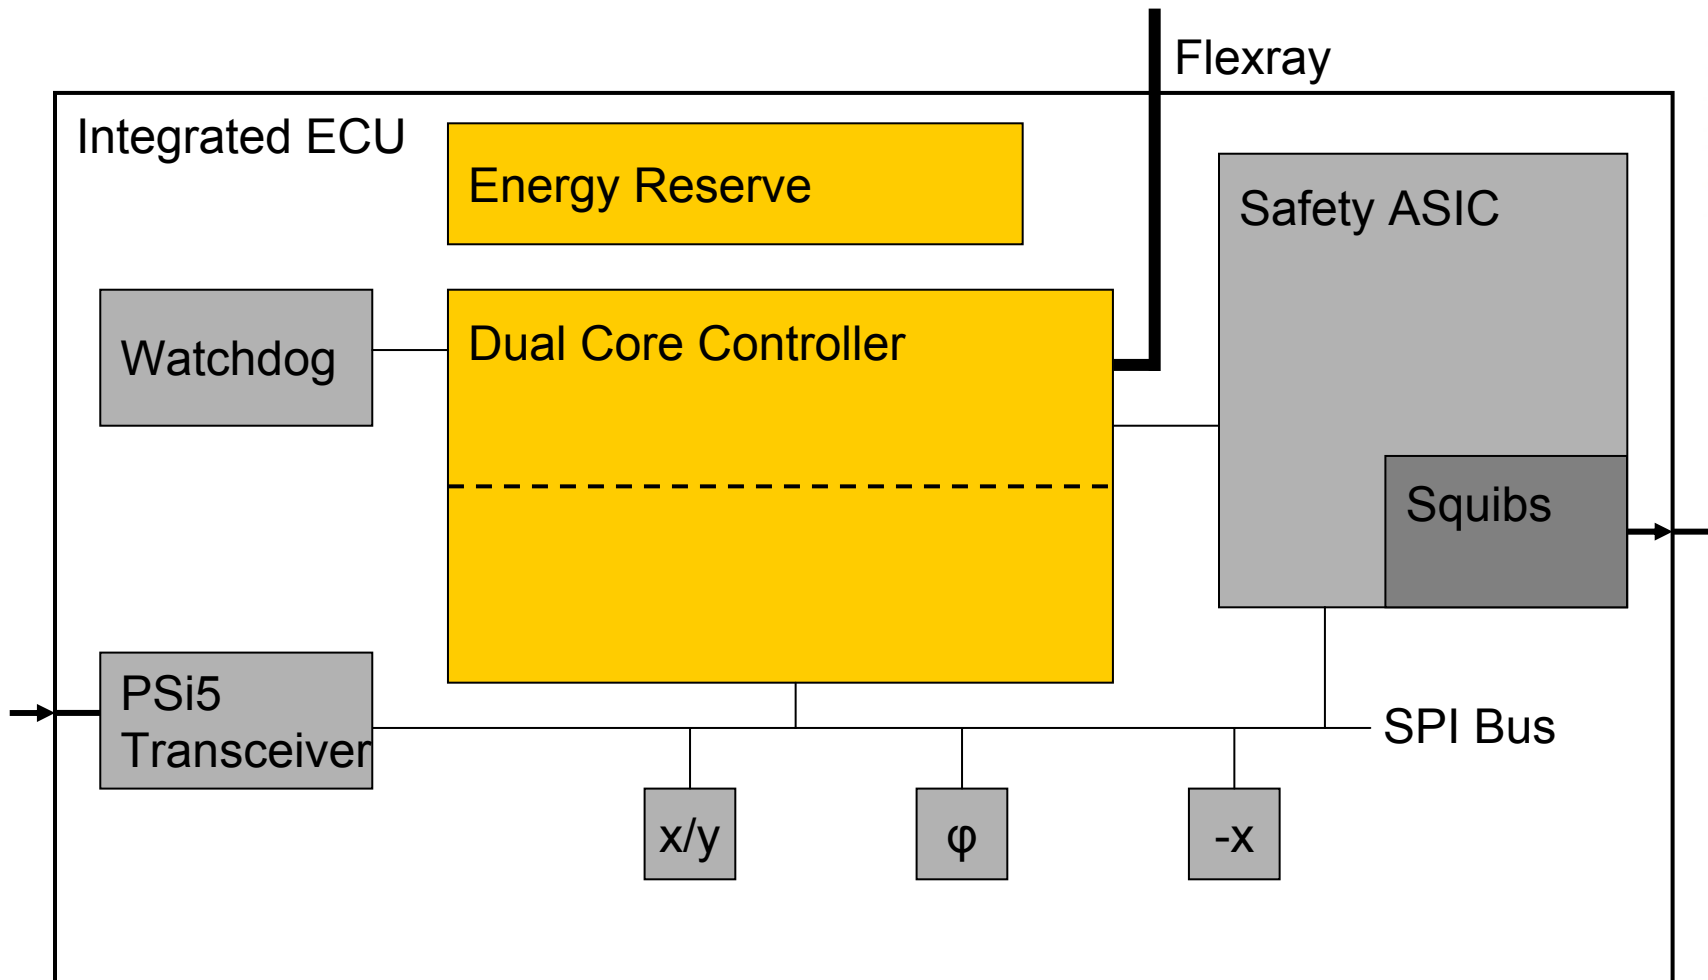 Flexray
Integrated ECU
Energy Reserve
Safety ASIC
Watchdog
Dual Core Controller
Squibs
PSi5
Transceiver
SPI Bus
x/y
φ
-x